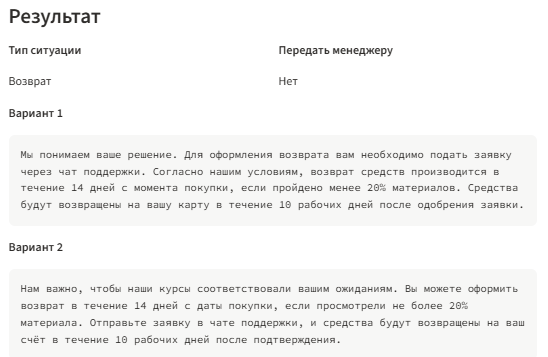 Результат
Тип ситуации
Передать менеджеру
Возврат
Нет
Вариант 1
Мы понимаем ваше решение. Для оформления возврата вам необходимо подать заявку
через чат поддержки. Согласно нашим условиям, возврат средств производится в
течение 14 дней с момента покупки, если пройдено менее 20% материалов. Средства
будут возвращены на вашу карту в течение 10 рабочих дней после одобрения заявки.
Вариант 2
Нам важно, чтобы наши курсы соответствовали вашим ожиданиям. Вы можете оформить
возврат в течение 14 дней с даты покупки, если просмотрели не более 20%
материала. Отправьте заявку в чате поддержки, и средства будут возвращены на ваш
счёт в течение 10 рабочих дней после подтверждения.